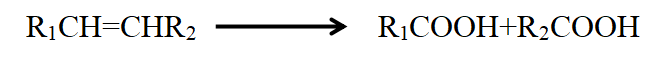 R₁CH=CHR₂ ⟶ R₁COOH+R₂COOH